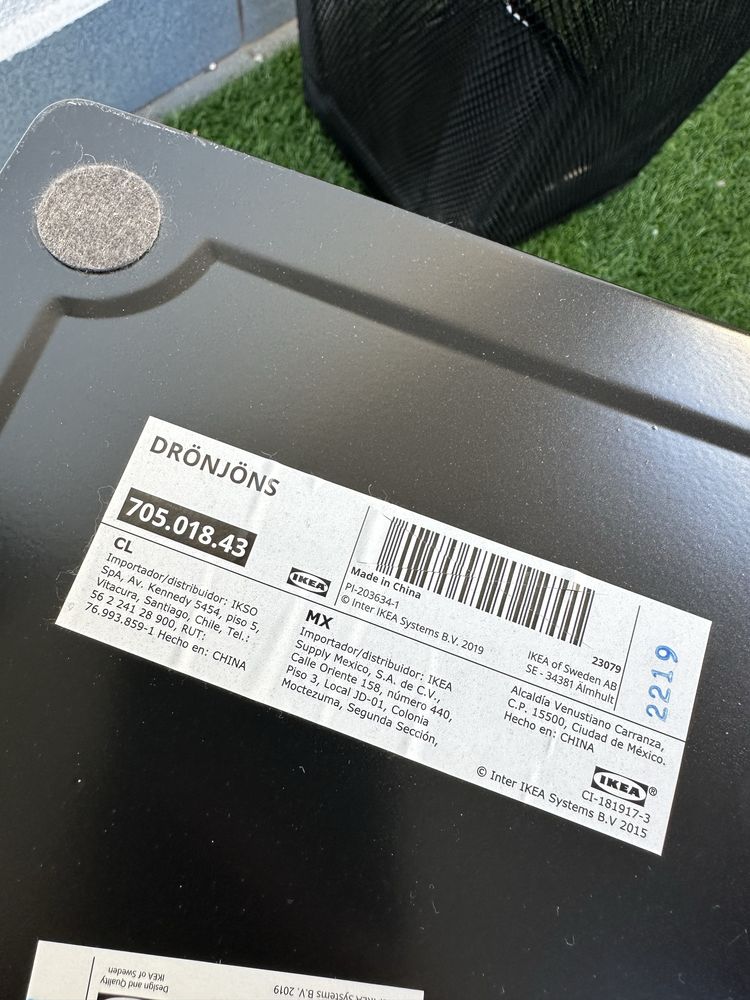 DRÖNJÖNS
705.018.43
CL
Importador/distribuidor: IKSO
SpA, Av. Kennedy 5454, piso 5,
Vitacura, Santiago, Chile, Tel.:
56 2 241 28 900, RUT:
76.993.859-1 Hecho en: CHINA
IKEA
Made in China
PI-203634-1
© Inter IKEA Systems B.V. 2019
23079
IKEA of Sweden AB
SE - 34381 Älmhult
2219
MX
Importador/distribuidor: IKEA
Supply Mexico, S.A. de C.V.,
Calle Oriente 158, número 440,
Piso 3, Local JD-01, Colonia
Moctezuma, Segunda Sección,
Alcaldía Venustiano Carranza,
C.P. 15500, Ciudad de México.
Hecho en: CHINA
IKEA®
CI-181917-3
© Inter IKEA Systems B.V 2015
Design and Quality
IKEA of Sweden
IKEA Systems B.V. 2019